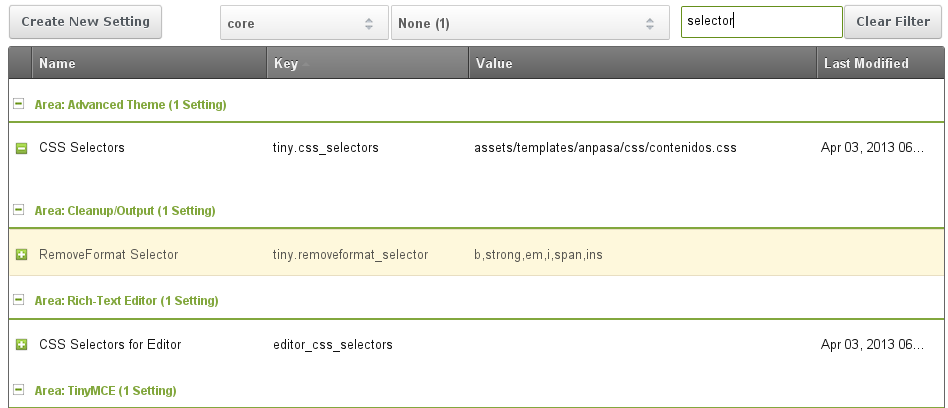 Create New Setting core None (1) selector Clear Filter
Name Key Value Last Modified
Area: Advanced Theme (1 Setting)
CSS Selectors tiny.css_selectors assets/templates/anpasa/css/contenidos.css Apr 03, 2013 06...
Area: Cleanup/Output (1 Setting)
RemoveFormat Selector tiny.removeformat_selector b,strong,em,i,span,ins
Area: Rich-Text Editor (1 Setting)
CSS Selectors for Editor editor_css_selectors Apr 03, 2013 06...
Area: TinyMCE (1 Setting)